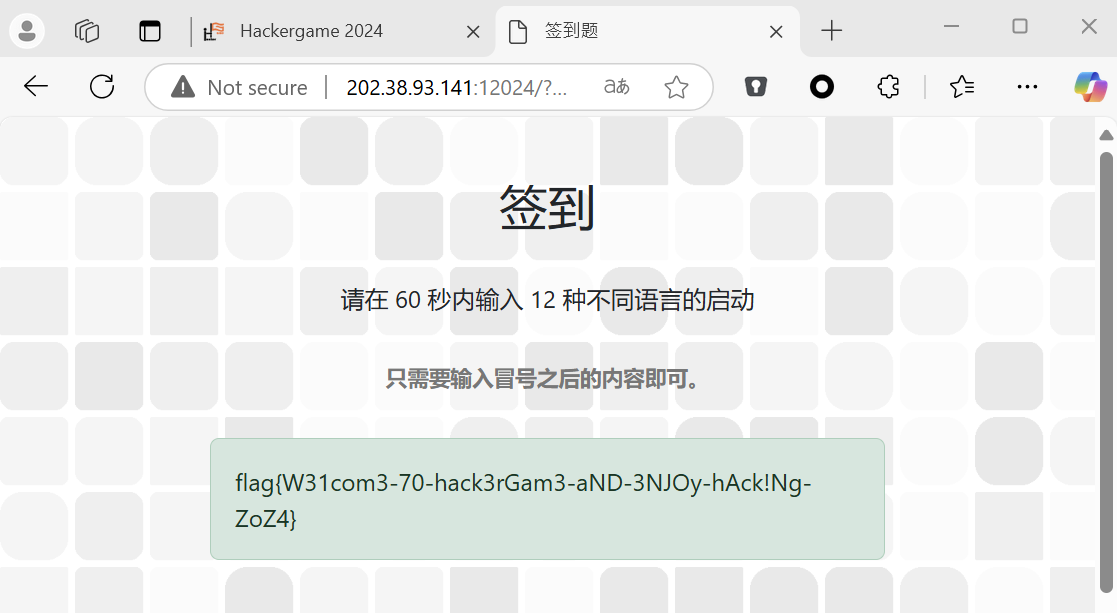 Hackergame 2024
签到题
Not secure
202.38.93.141:12024/?...
aあ
签到
请在 60 秒内输入 12 种不同语言的启动
只需要输入冒号之后的内容即可。
flag{W31com3-70-hack3rGam3-aND-3NJOy-hAck!Ng-
ZoZ4}